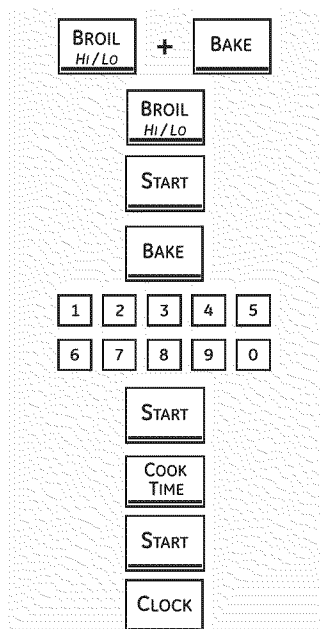 BROIL + BAKE
HI / LO
BROIL
HI / LO
START
BAKE
1 2 3 4 5
6 7 8 9 0
START
COOK
TIME
START
CLOCK